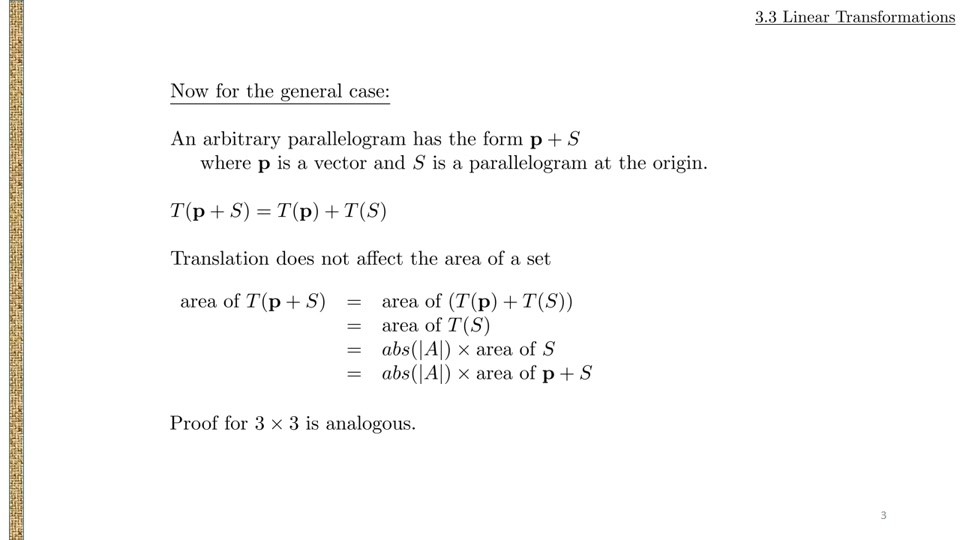 3.3 Linear Transformations
Now for the general case:
An arbitrary parallelogram has the form p + S
where p is a vector and S is a parallelogram at the origin.
T(p + S) = T(p) + T(S)
Translation does not affect the area of a set
area of T(p + S) = area of (T(p) + T(S))
= area of T(S)
= abs(|A|) × area of S
= abs(|A|) × area of p + S
Proof for 3 × 3 is analogous.
3